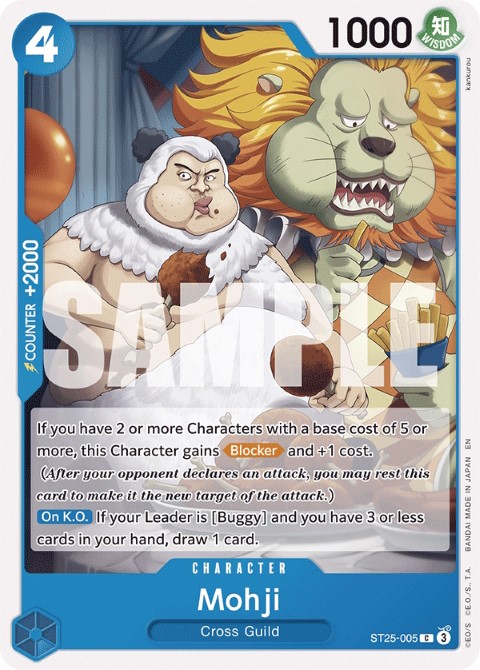 4
1000
知
WISDOM
kankurou
COUNTER +2000
SAMPLE
If you have 2 or more Characters with a base cost of 5 or
more, this Character gains Blocker and +1 cost.
(After your opponent declares an attack, you may rest this
card to make it the new target of the attack.)
On K.O. If your Leader is [Buggy] and you have 3 or less
cards in your hand, draw 1 card.
BANDAI MADE IN JAPAN EN
©E/S ©E.O./S., T.A.
CHARACTER
Mohji
Cross Guild
ST25-005 C 3